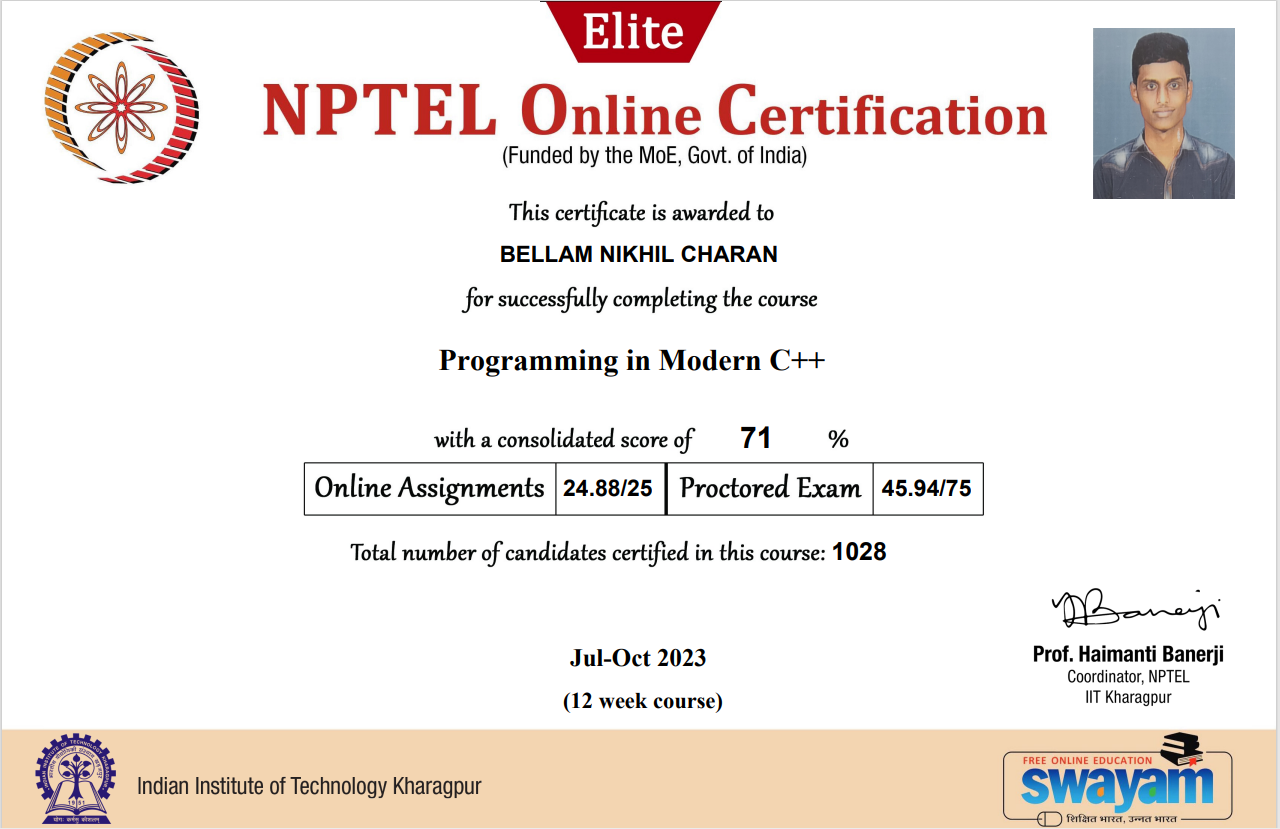 Elite
NPTEL Online Certification
(Funded by the MoE, Govt. of India)
This certificate is awarded to
BELLAM NIKHIL CHARAN
for successfully completing the course
Programming in Modern C++
with a consolidated score of 71 %
Online Assignments 24.88/25 Proctored Exam 45.94/75
Total number of candidates certified in this course: 1028
Jul-Oct 2023
(12 week course)
Prof. Haimanti Banerji
Coordinator, NPTEL
IIT Kharagpur
Indian Institute of Technology Kharagpur
1951
योगः कर्मसु कौशलम्
FREE ONLINE EDUCATION
swayam
शिक्षित भारत, उन्नत भारत